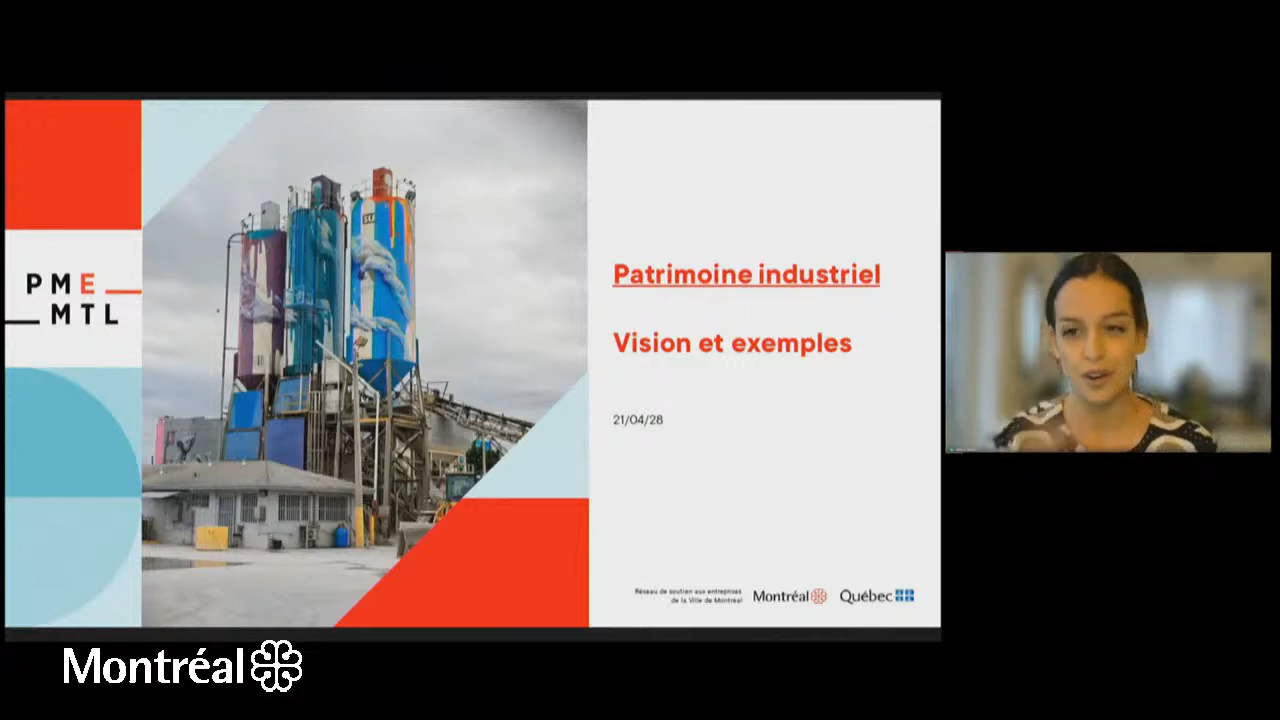 PME
MTL
Patrimoine industriel
Vision et exemples
21/04/28
Réseau de soutien aux entreprises
de la Ville de Montréal
Montréal
Québec
Montréal